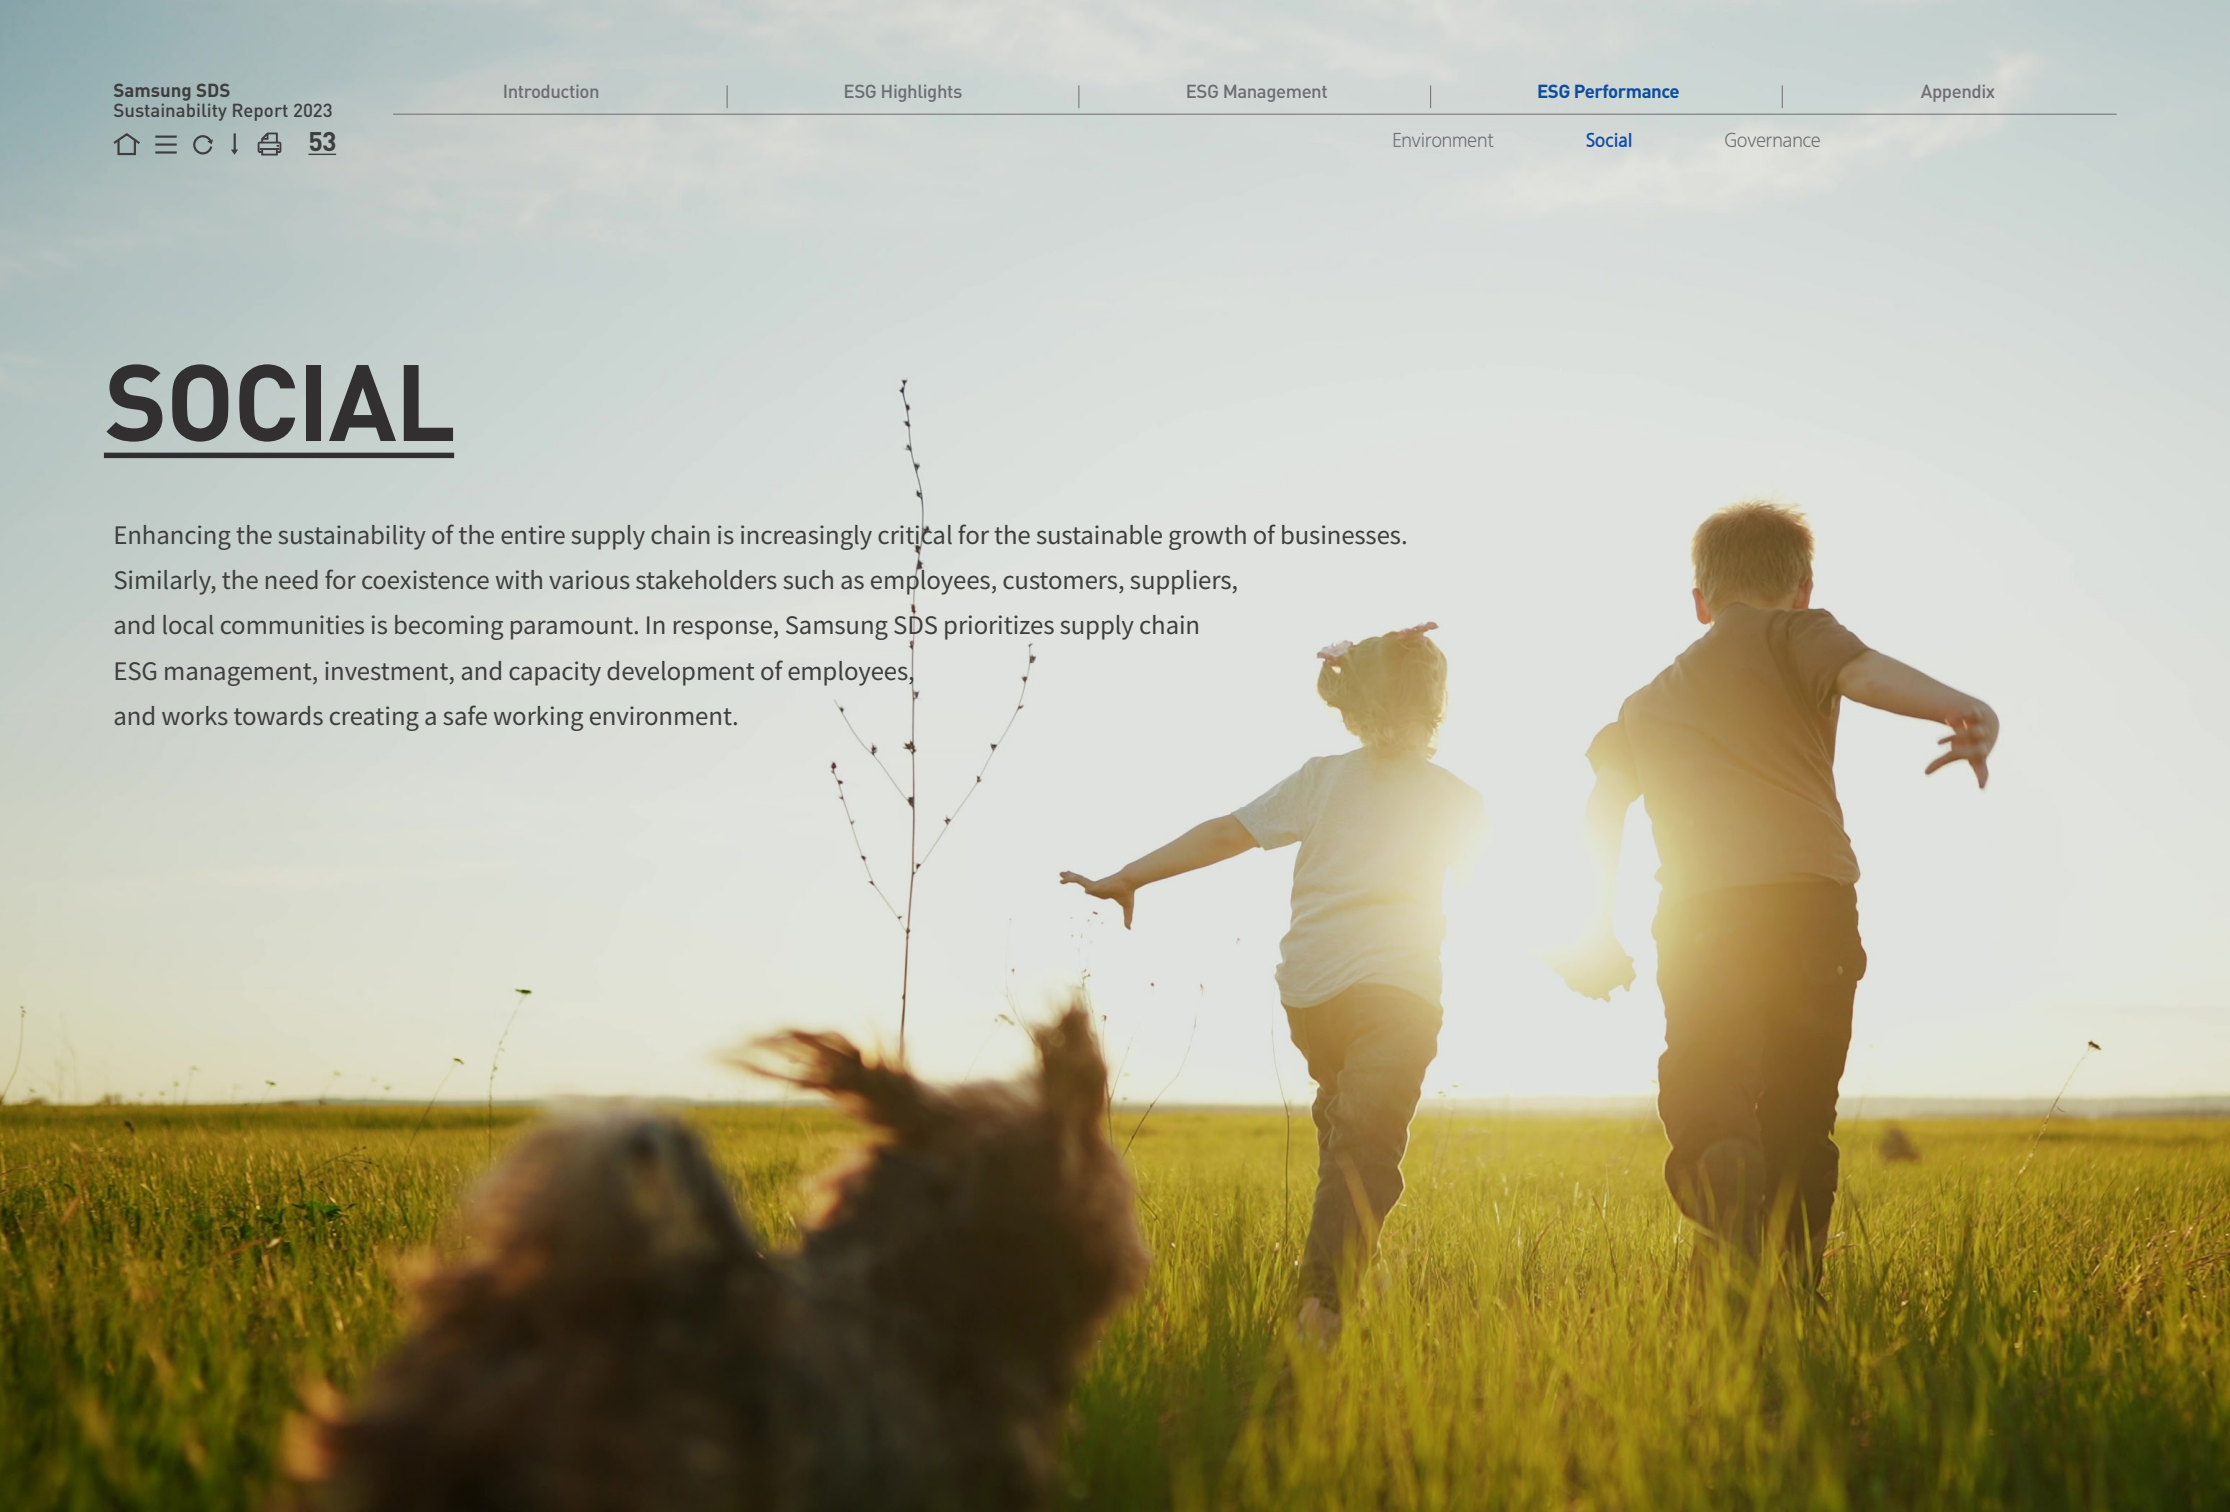 Samsung SDS
Sustainability Report 2023
53
Introduction
ESG Highlights
ESG Management
ESG Performance
Appendix
Environment
Social
Governance
SOCIAL
Enhancing the sustainability of the entire supply chain is increasingly critical for the sustainable growth of businesses.
Similarly, the need for coexistence with various stakeholders such as employees, customers, suppliers,
and local communities is becoming paramount. In response, Samsung SDS prioritizes supply chain
ESG management, investment, and capacity development of employees,
and works towards creating a safe working environment.